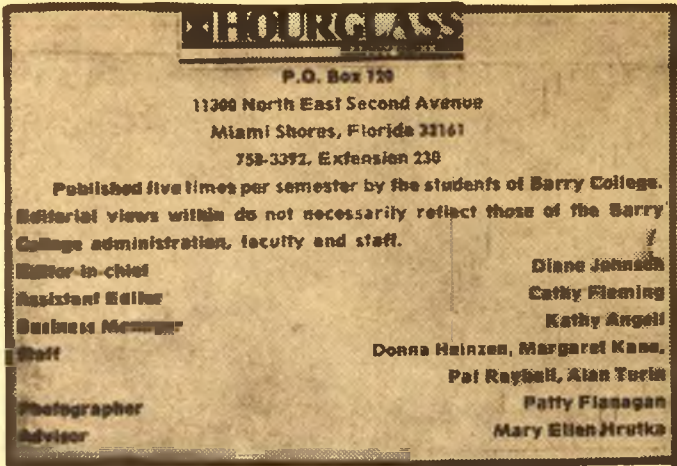 HOURGLASS
P.O. Box 120
11300 North East Second Avenue
Miami Shores, Florida 33161
758-3392, Extension 230
Published five times per semester by the students of Barry College.
Editorial views within do not necessarily reflect those of the Barry
College administration, faculty and staff.
Editor in chief Diane Johnson
Assistant Editor Cathy Fleming
Business Manager Kathy Angeli
Staff Donna Heinzen, Margaret Kane,
Pat Alan Turin
Photographer Patty Flanagan
Advisor Mary Ellen Hrutka